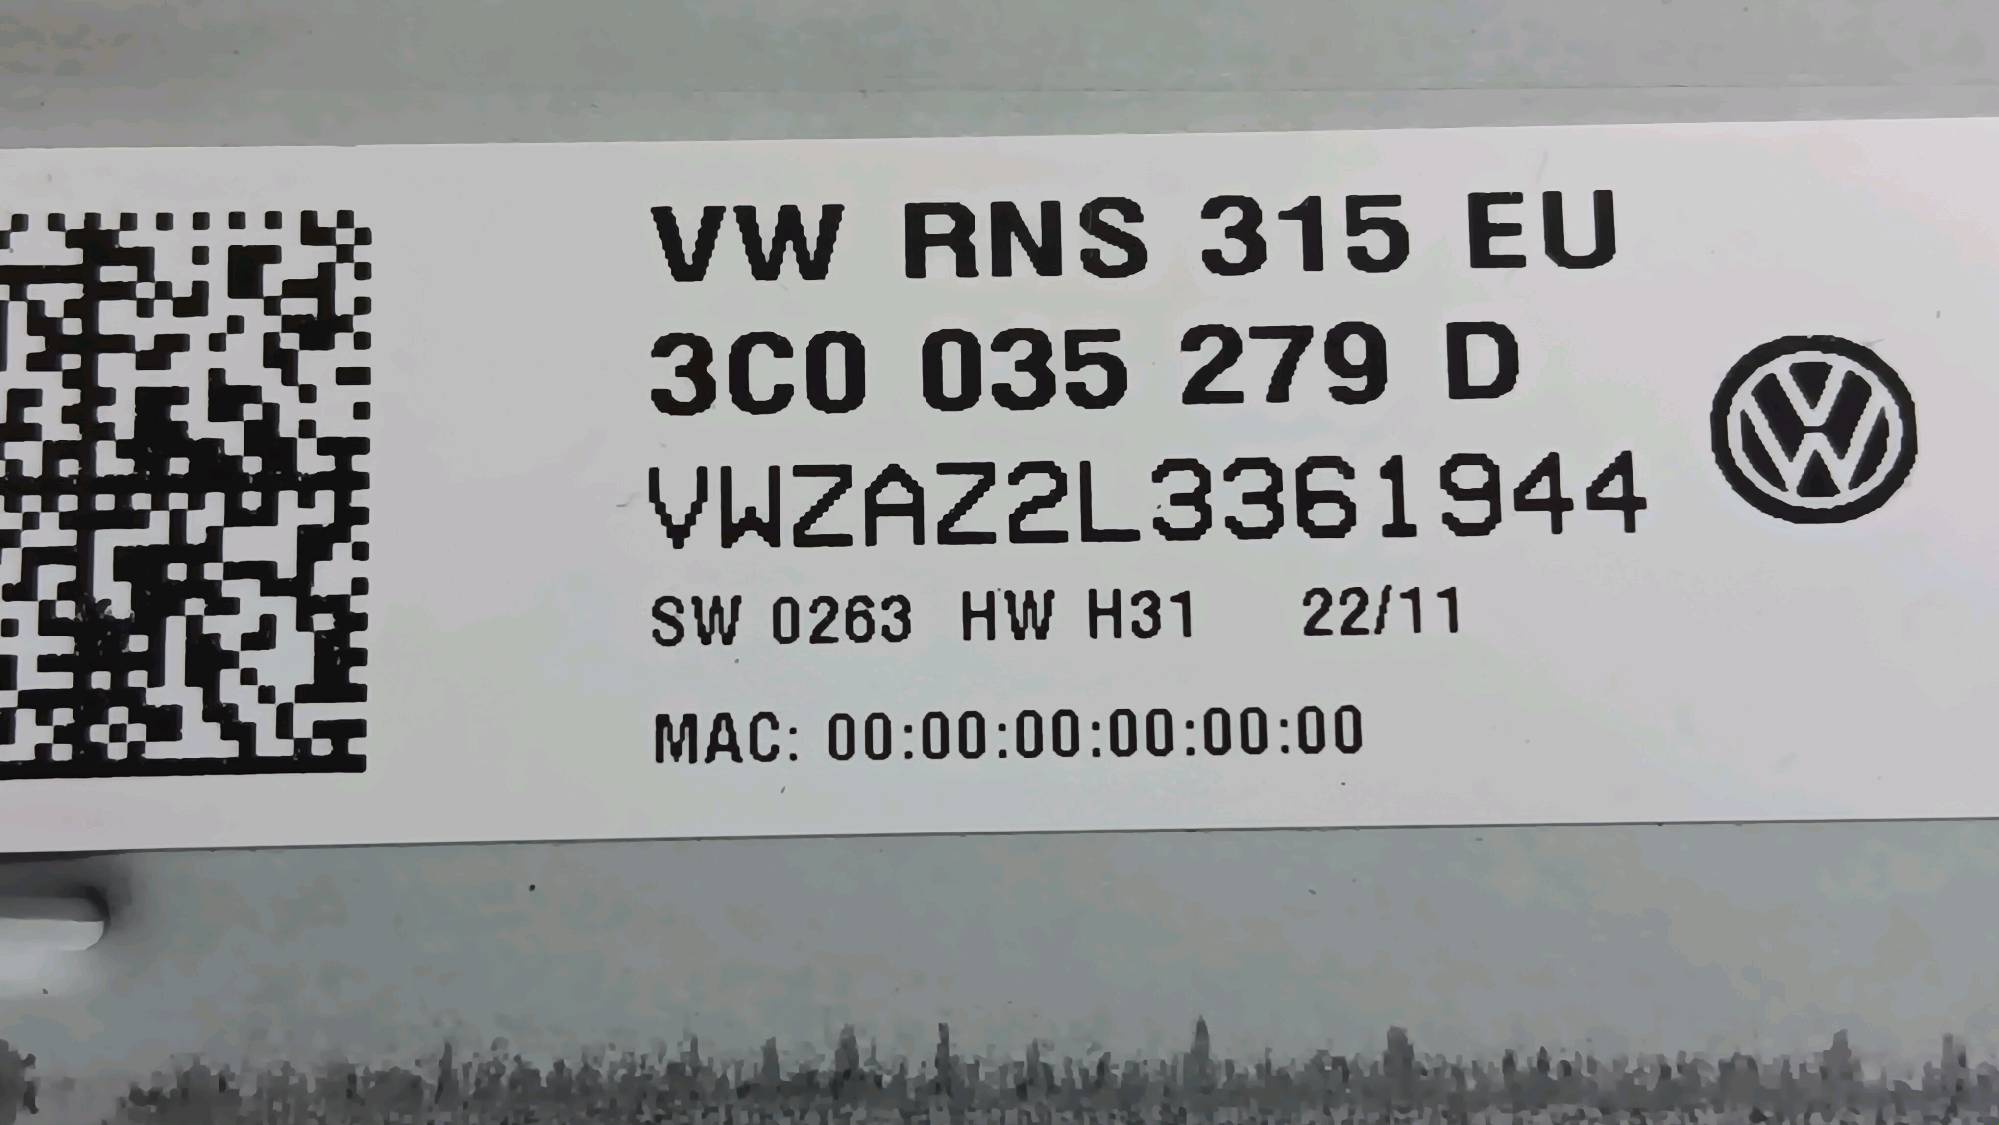 VW RNS 315 EU
3C0 035 279 D
VWZAZ2L3361944
SW 0263 HW H31 22/11
MAC: 00:00:00:00:00:00